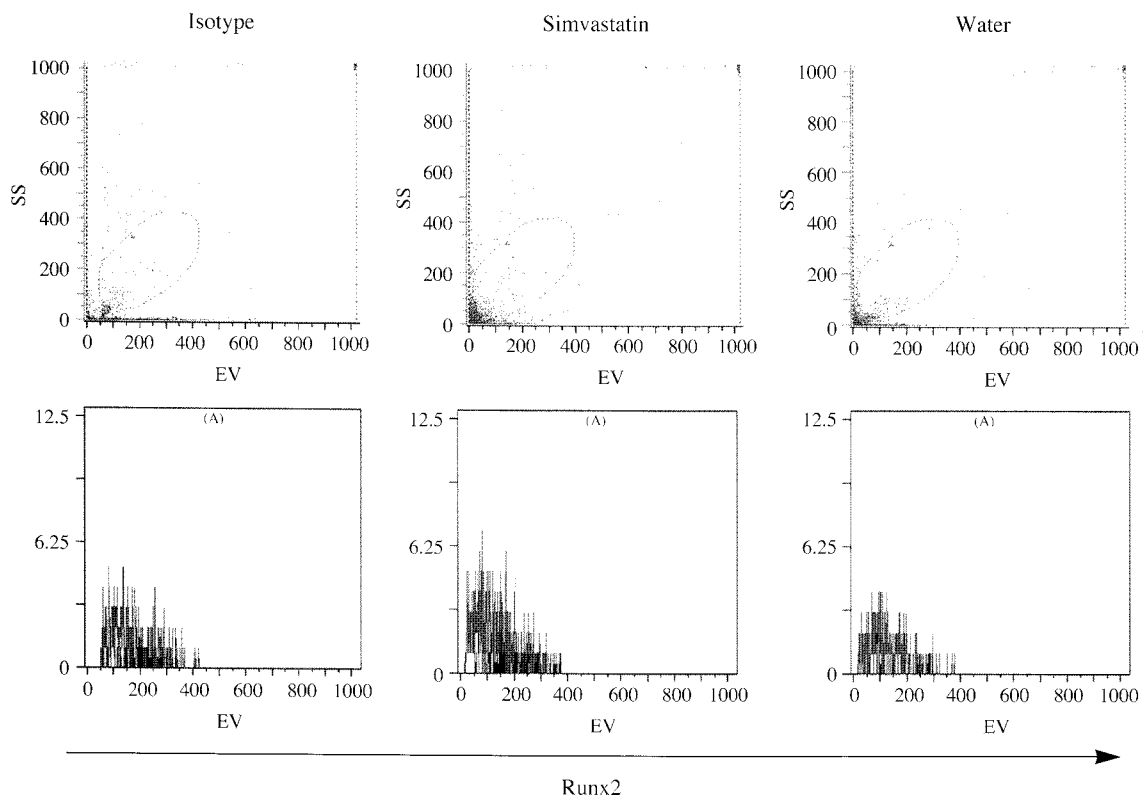 Isotype Simvastatin Water
1000 1000 1000
800 800 800
600 600 600
SS SS SS
400 400 400
200 200 200
0 0 0
0 200 400 600 800 1000 0 200 400 600 800 1000 0 200 400 600 800 1000
EV EV EV
12.5 (A) 12.5 (A) 12.5 (A)
6.25 6.25 6.25
0 0 0
0 200 400 600 800 1000 0 200 400 600 800 1000 0 200 400 600 800 1000
EV EV EV
Runx2